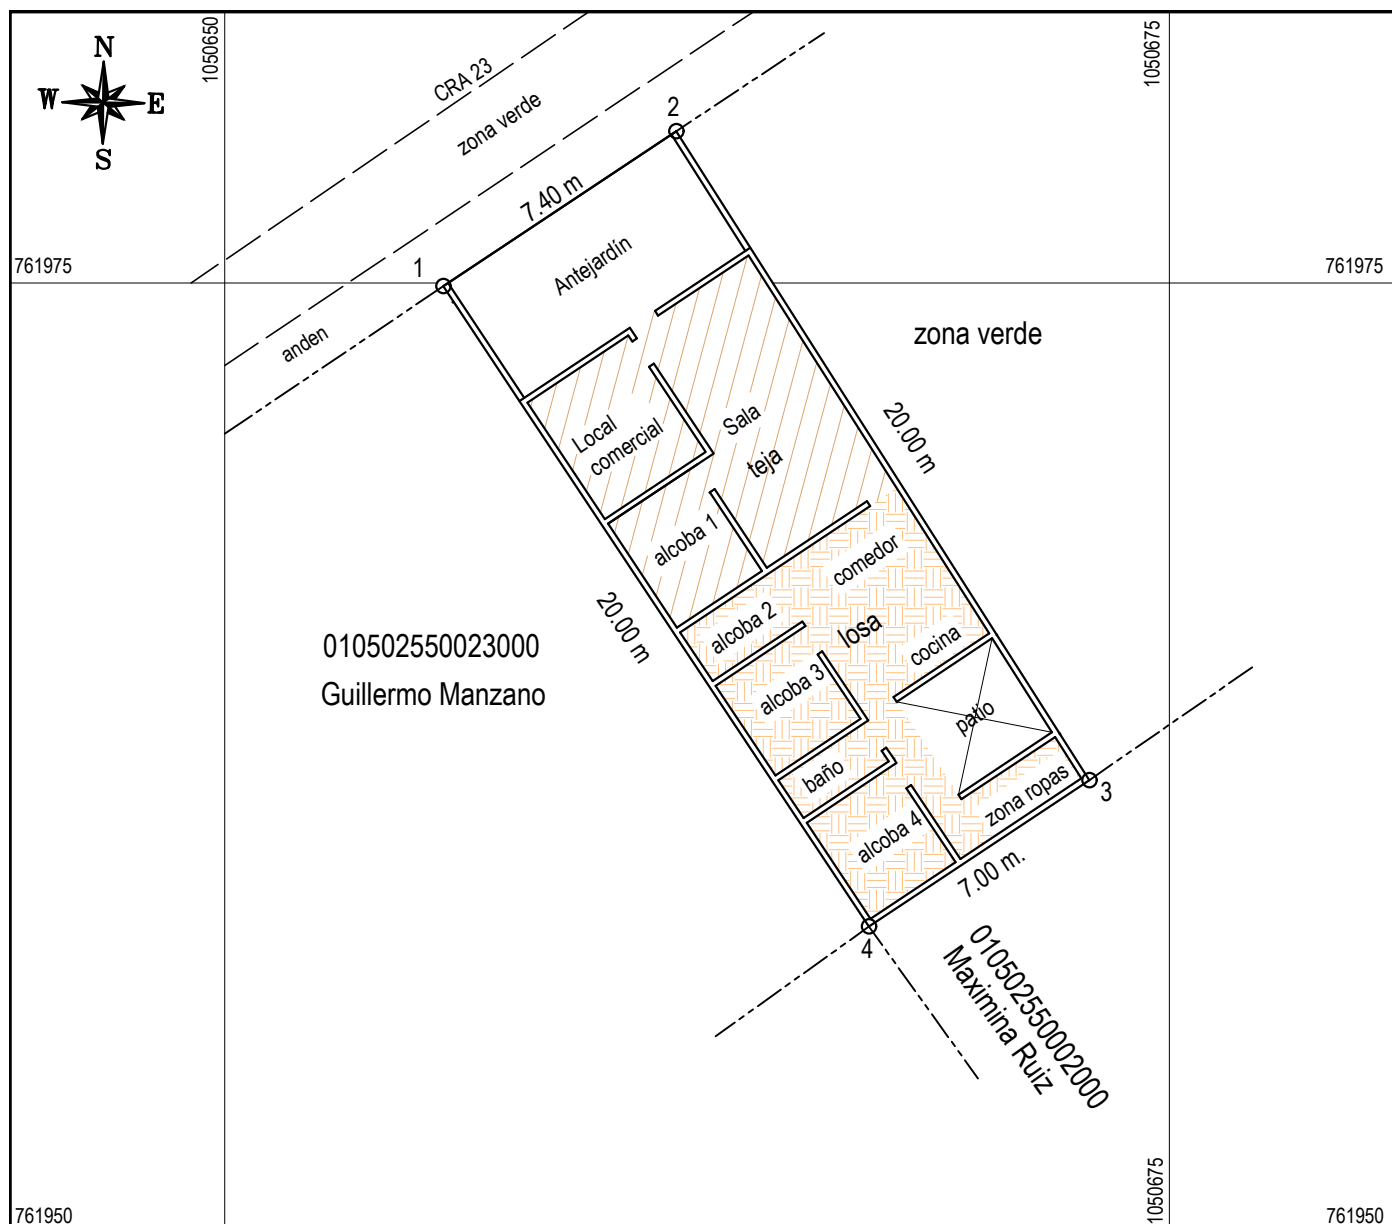 1050650
1050675
N
W
E
S
CRA 23
zona verde
2
7.40 m
Antejardín
761975
1
761975
anden
zona verde
Local
comercial
Sala
teja
20.00 m
alcoba 1
comedor
20.00 m
alcoba 2
losa
cocina
010502550023000
Guillermo Manzano
alcoba 3
patio
baño
zona ropas
3
alcoba 4
7.00 m.
4
010502550002000
Maximina Ruiz
1050675
761950
761950